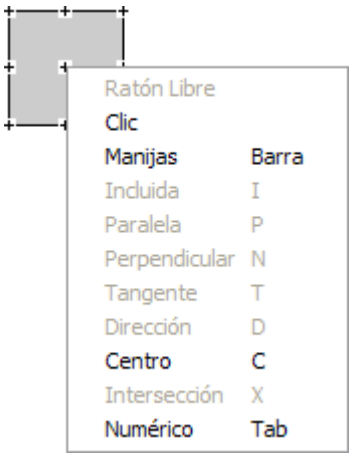 Ratón Libre
Clic
Manijas Barra
Incluida I
Paralela P
Perpendicular N
Tangente T
Dirección D
Centro C
Intersección X
Numérico Tab